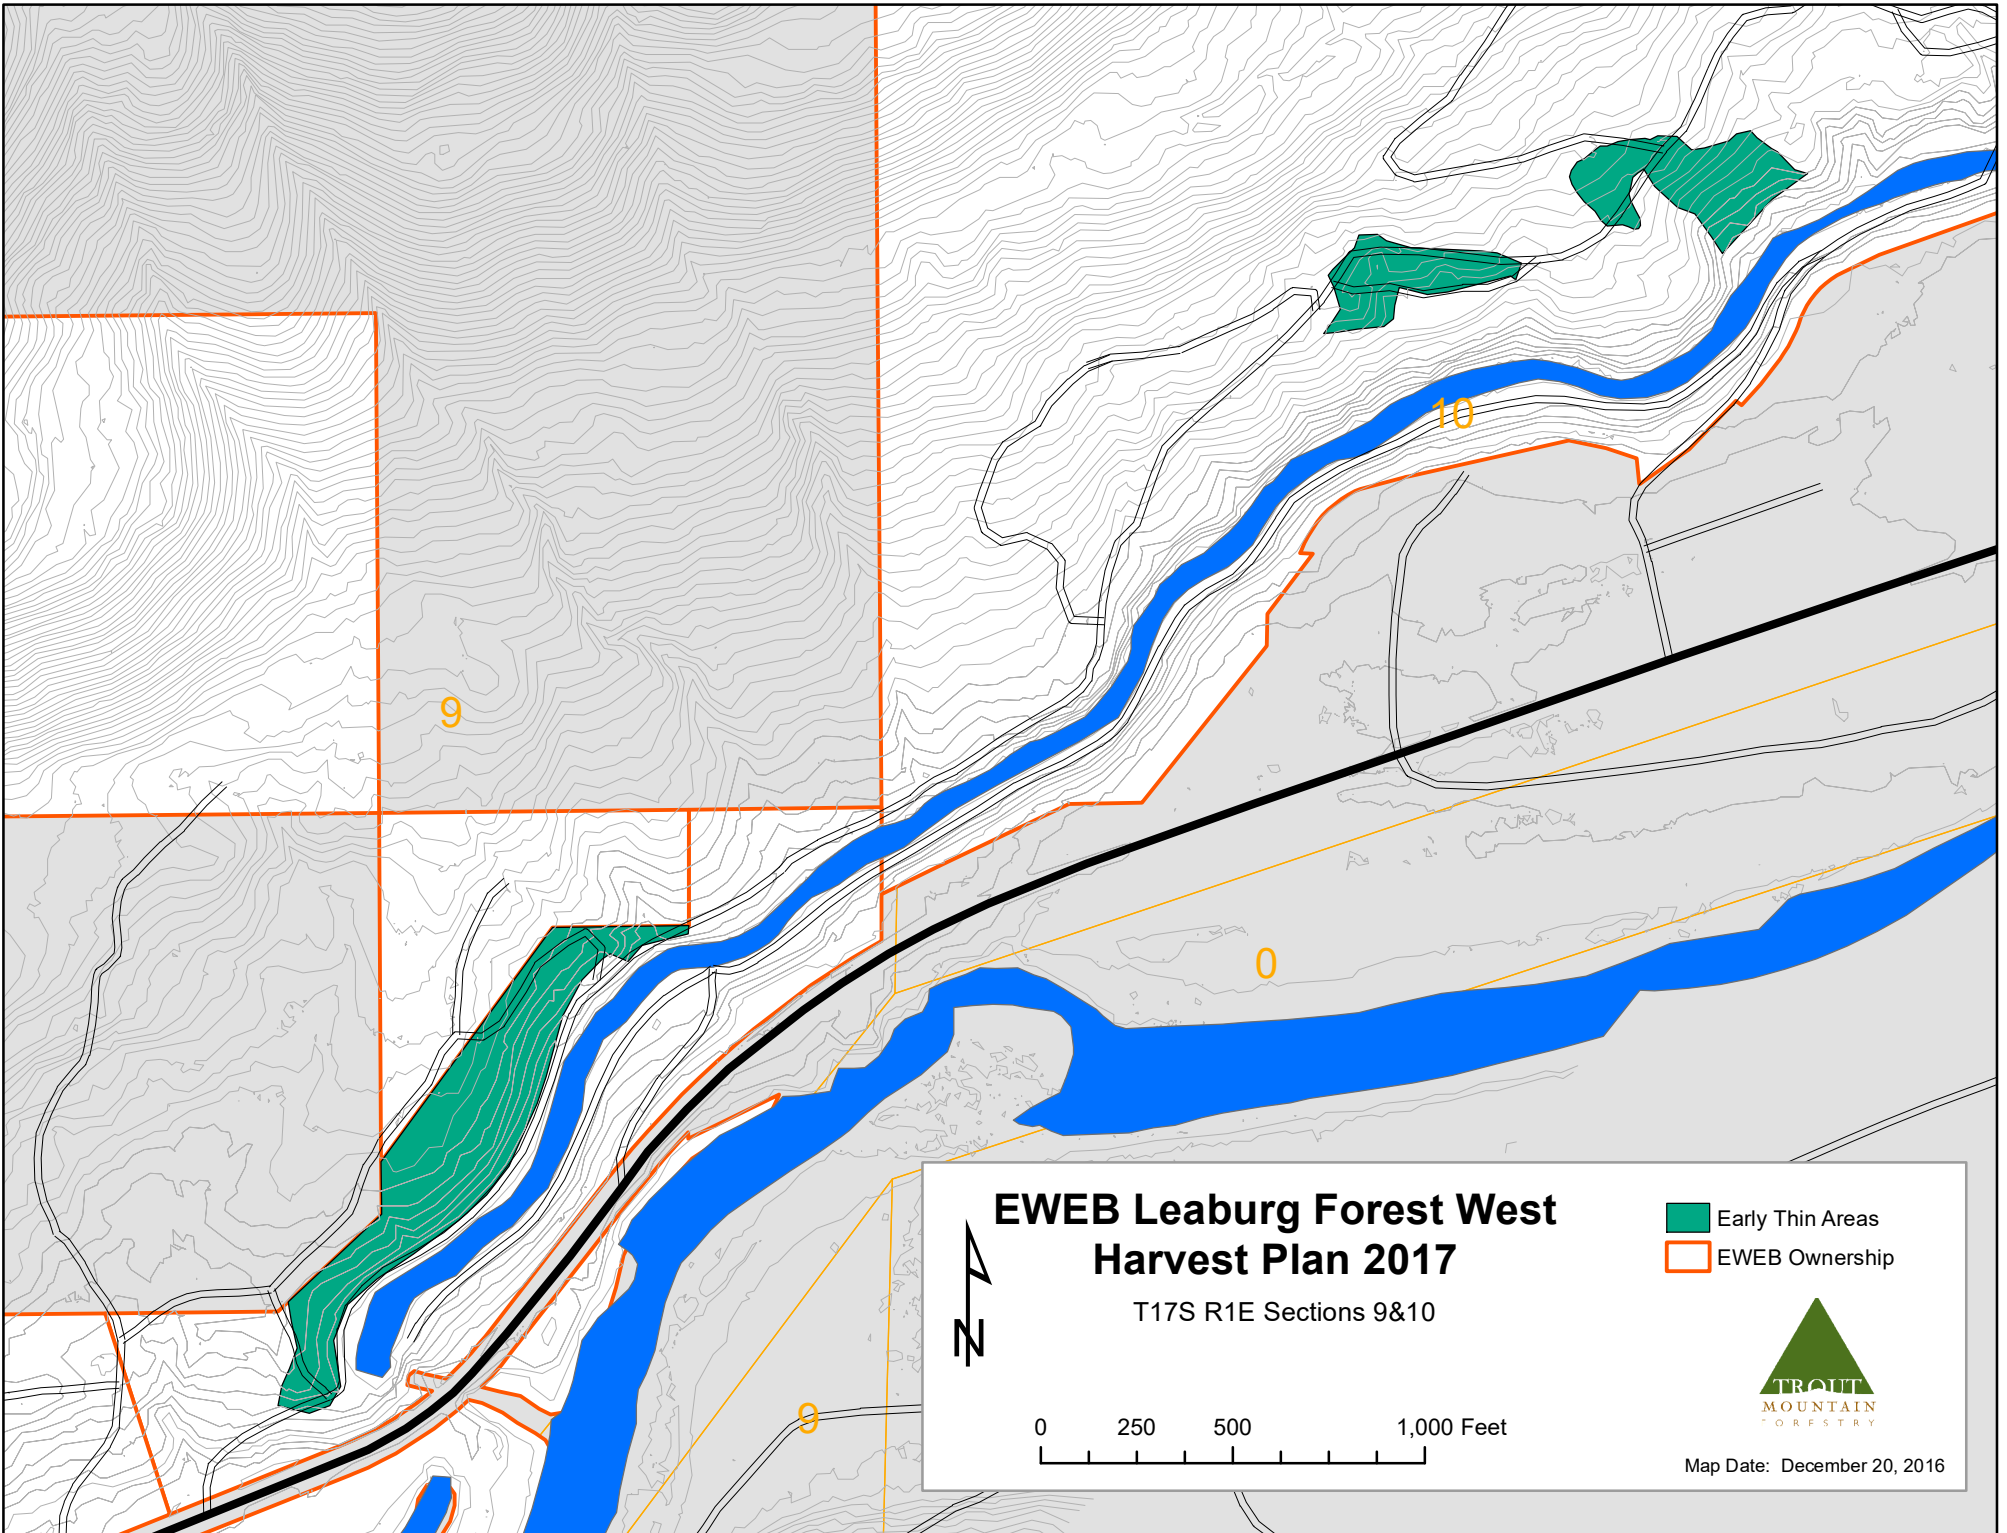 10
9
0
9
EWEB Leaburg Forest West
Harvest Plan 2017
T17S R1E Sections 9&10
N
0 250 500 1,000 Feet
Early Thin Areas
EWEB Ownership
TROUT
MOUNTAIN
FORESTRY
Map Date: December 20, 2016